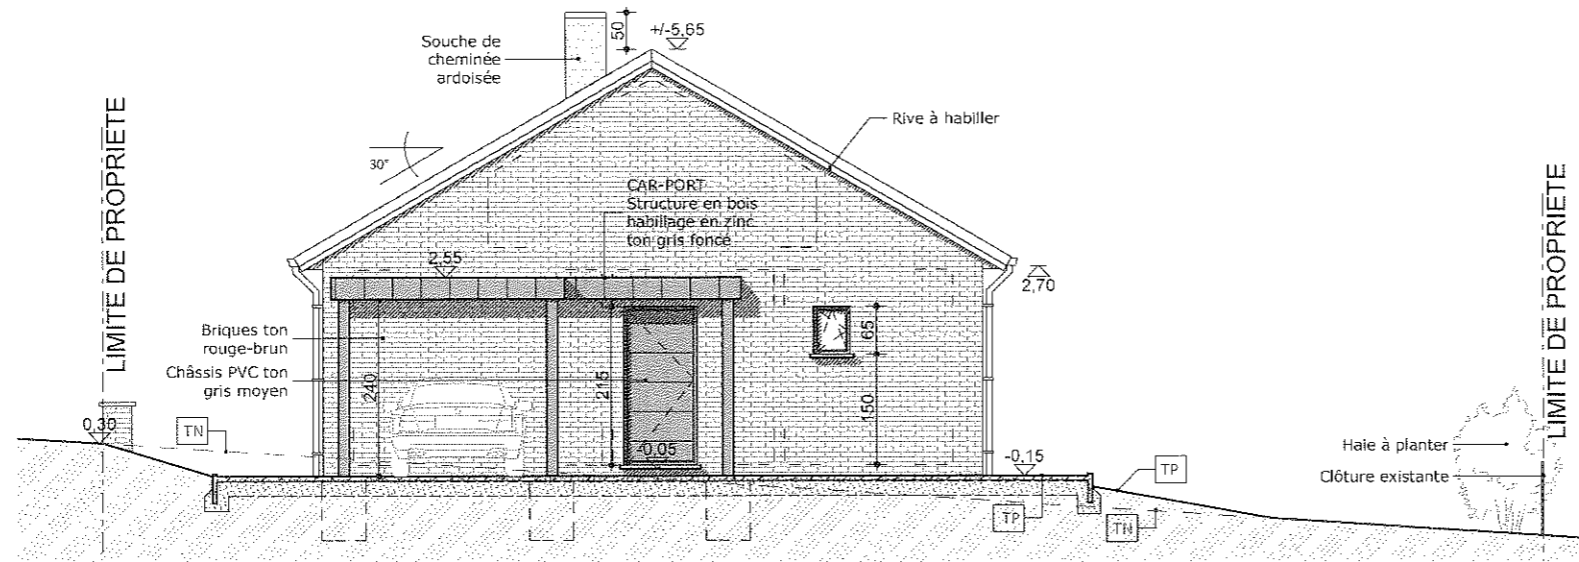 50
+/-5,65
Souche de
cheminée
ardoisée
Rive à habiller
30°
LIMITE DE PROPRIETE
CAR-PORT
Structure en bois
habillage en zinc
ton gris foncé
2,55
2,70
LIMITE DE PROPRIETE
Briques ton
rouge-brun
Châssis PVC ton
gris moyen
240
215
65
150
0,30
TN
-0,05
-0,15
TP
TP
TN
Haie à planter
Clôture existante